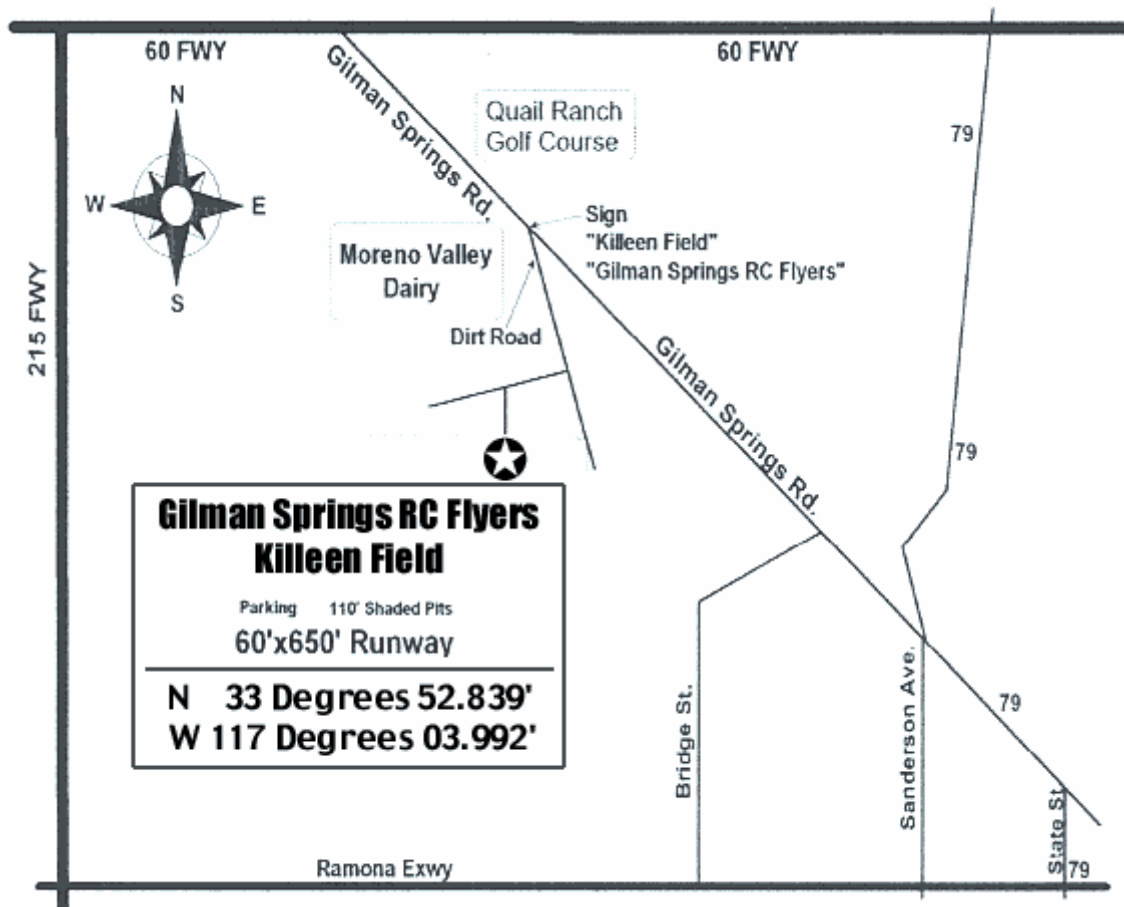 60 FWY
60 FWY
Gilman Springs Rd.
Quail Ranch
Golf Course
79
N
W
E
S
Sign
"Killeen Field"
"Gilman Springs RC Flyers"
Moreno Valley
Dairy
215 FWY
Dirt Road
Gilman Springs Rd.
79
Gilman Springs RC Flyers
Killeen Field
Parking 110' Shaded Pits
60'x650' Runway
N 33 Degrees 52.839'
W 117 Degrees 03.992'
Bridge St.
Sanderson Ave.
79
State St
79
Ramona Exwy